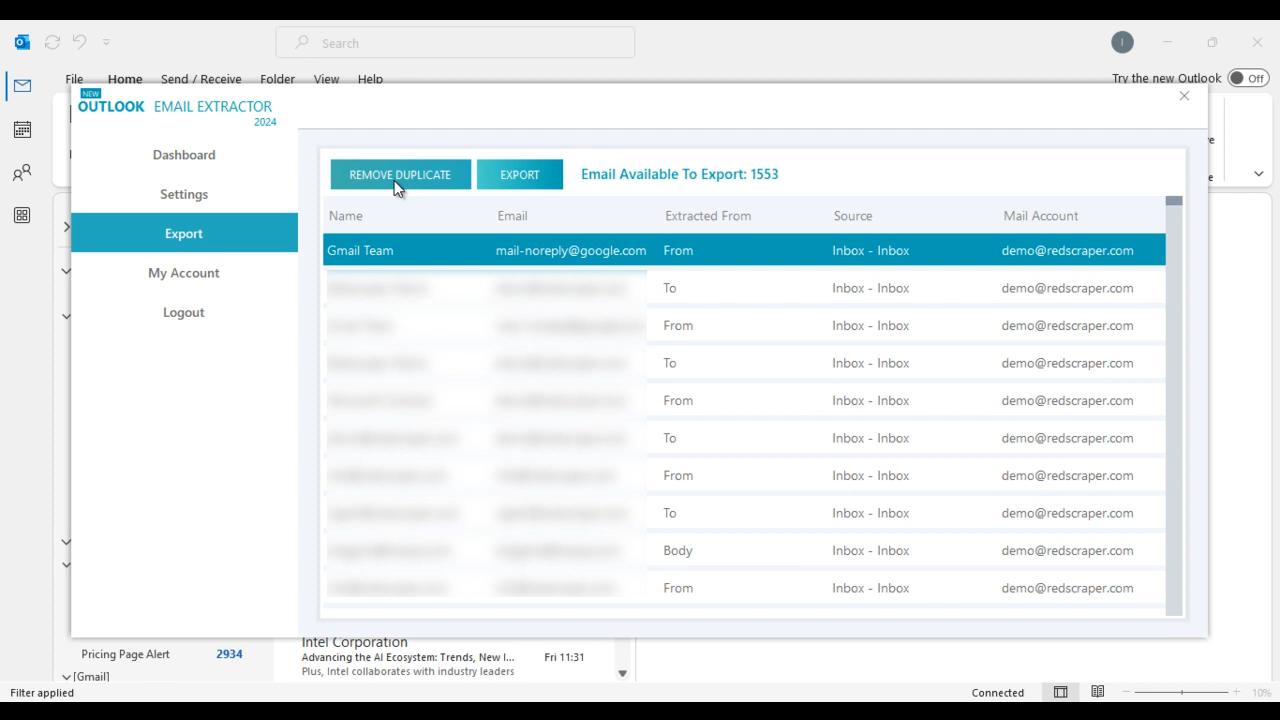 Search
I
File Home Send / Receive Folder View Help
Try the new Outlook Off
NEW
OUTLOOK EMAIL EXTRACTOR
2024
Dashboard
Settings
Export
My Account
Logout
REMOVE DUPLICATE EXPORT Email Available To Export: 1553
Name Email Extracted From Source Mail Account
Gmail Team mail-noreply@google.com From Inbox - Inbox demo@redscraper.com
To Inbox - Inbox demo@redscraper.com
From Inbox - Inbox demo@redscraper.com
To Inbox - Inbox demo@redscraper.com
From Inbox - Inbox demo@redscraper.com
To Inbox - Inbox demo@redscraper.com
From Inbox - Inbox demo@redscraper.com
To Inbox - Inbox demo@redscraper.com
Body Inbox - Inbox demo@redscraper.com
From Inbox - Inbox demo@redscraper.com
Intel Corporation
Pricing Page Alert 2934
Advancing the AI Ecosystem: Trends, New I... Fri 11:31
Plus, Intel collaborates with industry leaders
[Gmail]
Filter applied
Connected
10%